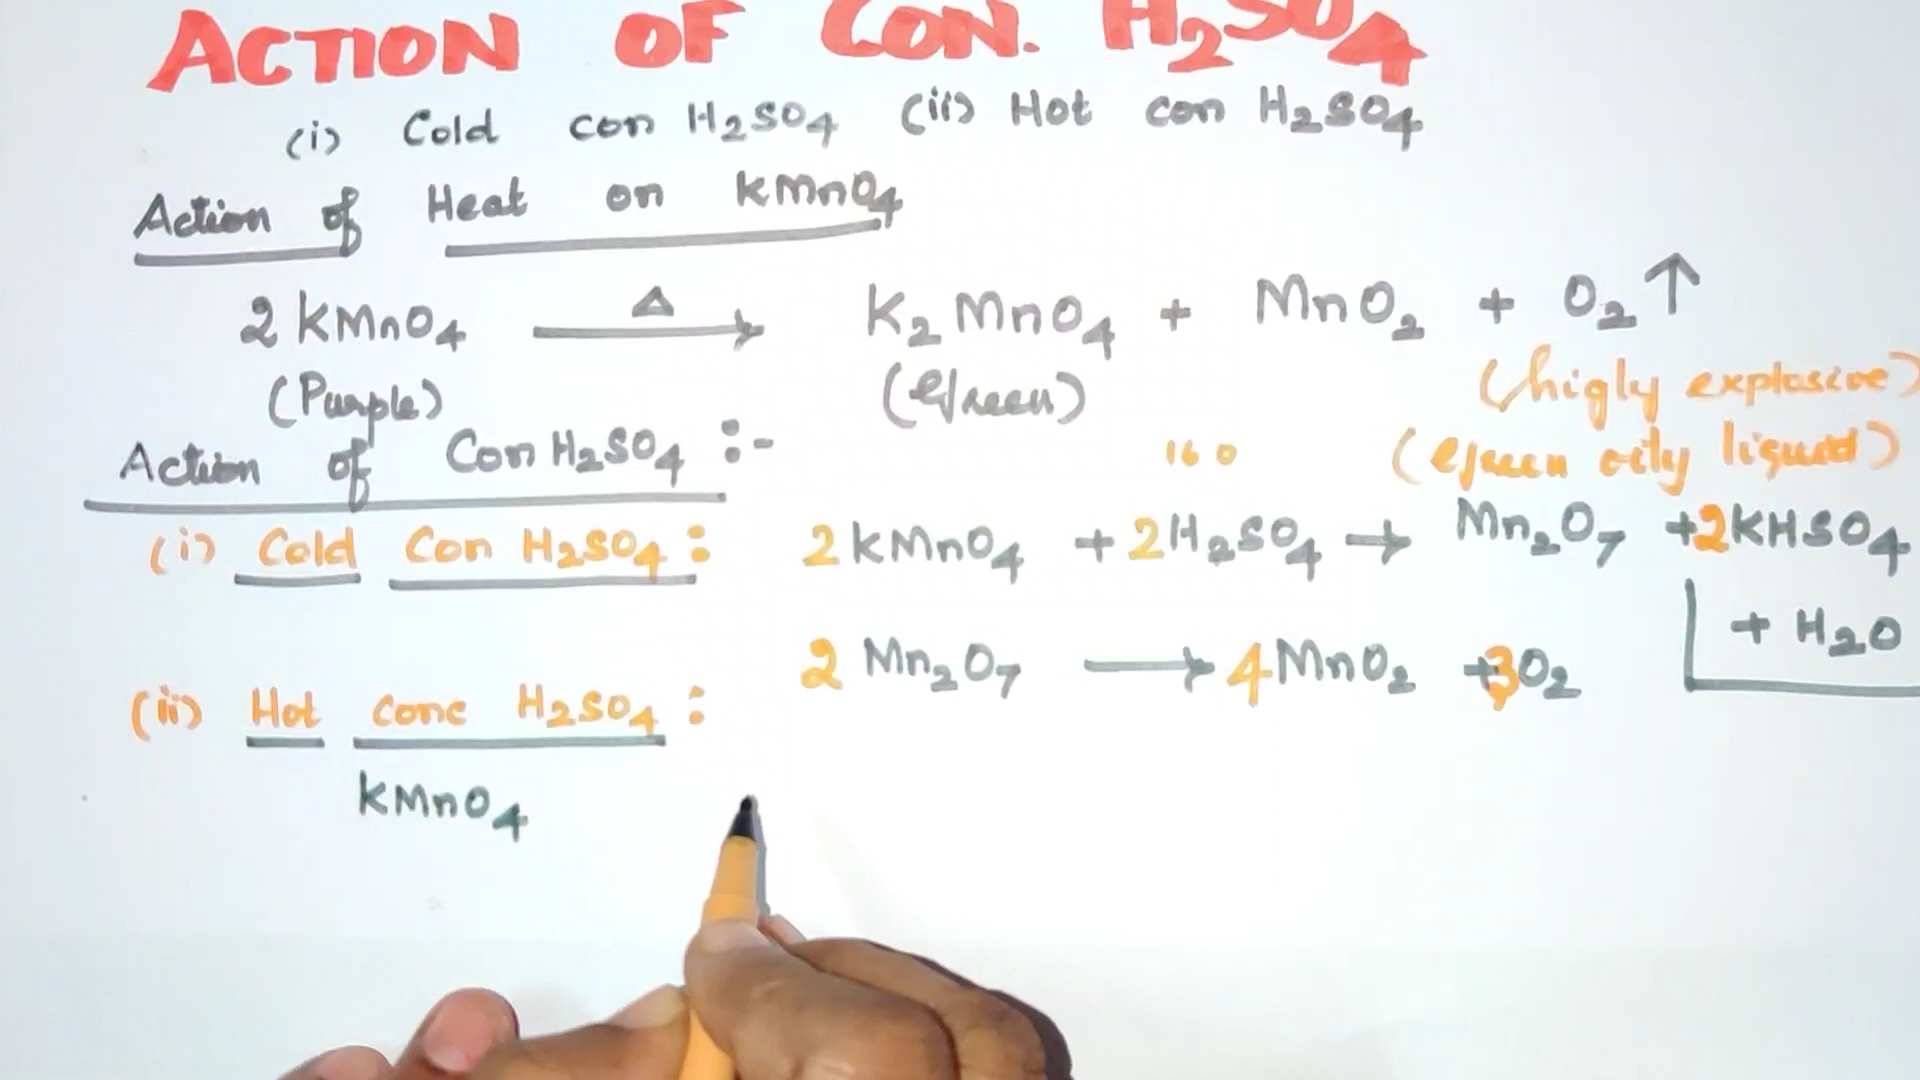 ACTION OF CON. H₂SO₄
(i) Cold con H₂SO₄ (ii) Hot con H₂SO₄
Action of Heat on KMnO₄
2 KMnO₄ Δ → K₂MnO₄ + MnO₂ + O₂↑
(Purple) (Green) (higly explosive)
Action of Con H₂SO₄ :-
160 (Green oily liquid)
(i) Cold Con H₂SO₄ : 2KMnO₄ + 2H₂SO₄ → Mn₂O₇ + 2KHSO₄
+ H₂O
2 Mn₂O₇ → 4MnO₂ + 3O₂
(ii) Hot conc H₂SO₄ :
KMnO₄